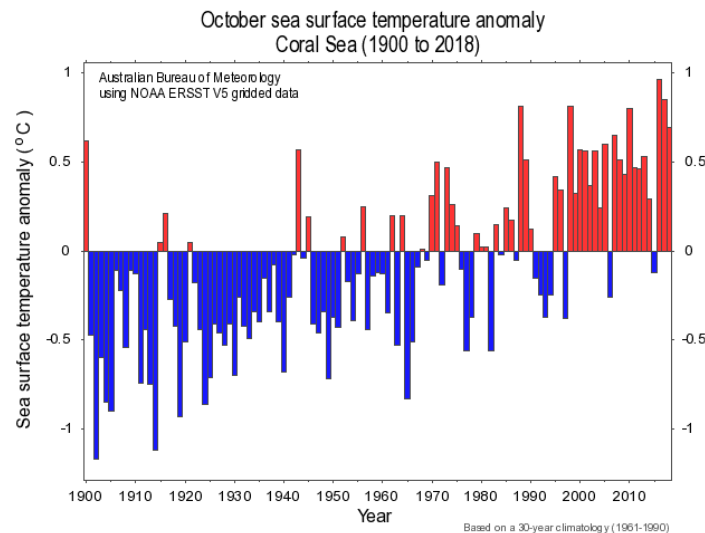 October sea surface temperature anomaly
Coral Sea (1900 to 2018)
Australian Bureau of Meteorology
using NOAA ERSST V5 gridded data
Sea surface temperature anomaly (°C)
1
0.5
0
-0.5
-1
1
0.5
0
-0.5
-1
1900 1910 1920 1930 1940 1950 1960 1970 1980 1990 2000 2010
Year
Based on a 30-year climatology (1961-1990)